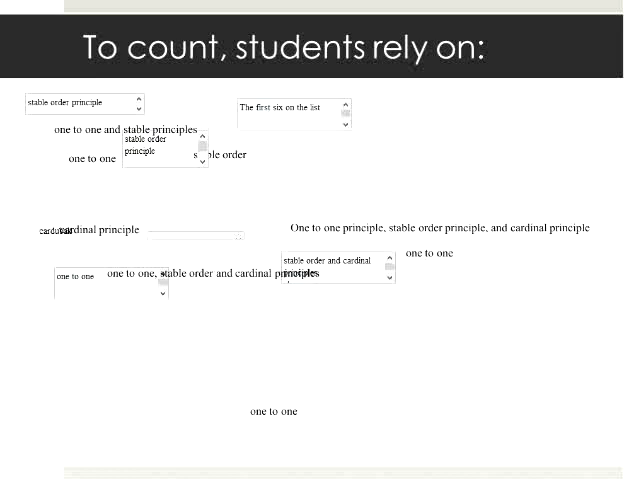 To count, students rely on:
stable order principle
The first six on the list
one to one and stable principles
stable order
principle
one to one
stable order
cardinal principle
One to one principle, stable order principle, and cardinal principle
one to one
stable order and cardinal
one to one, stable order and cardinal principles
one to one
one to one